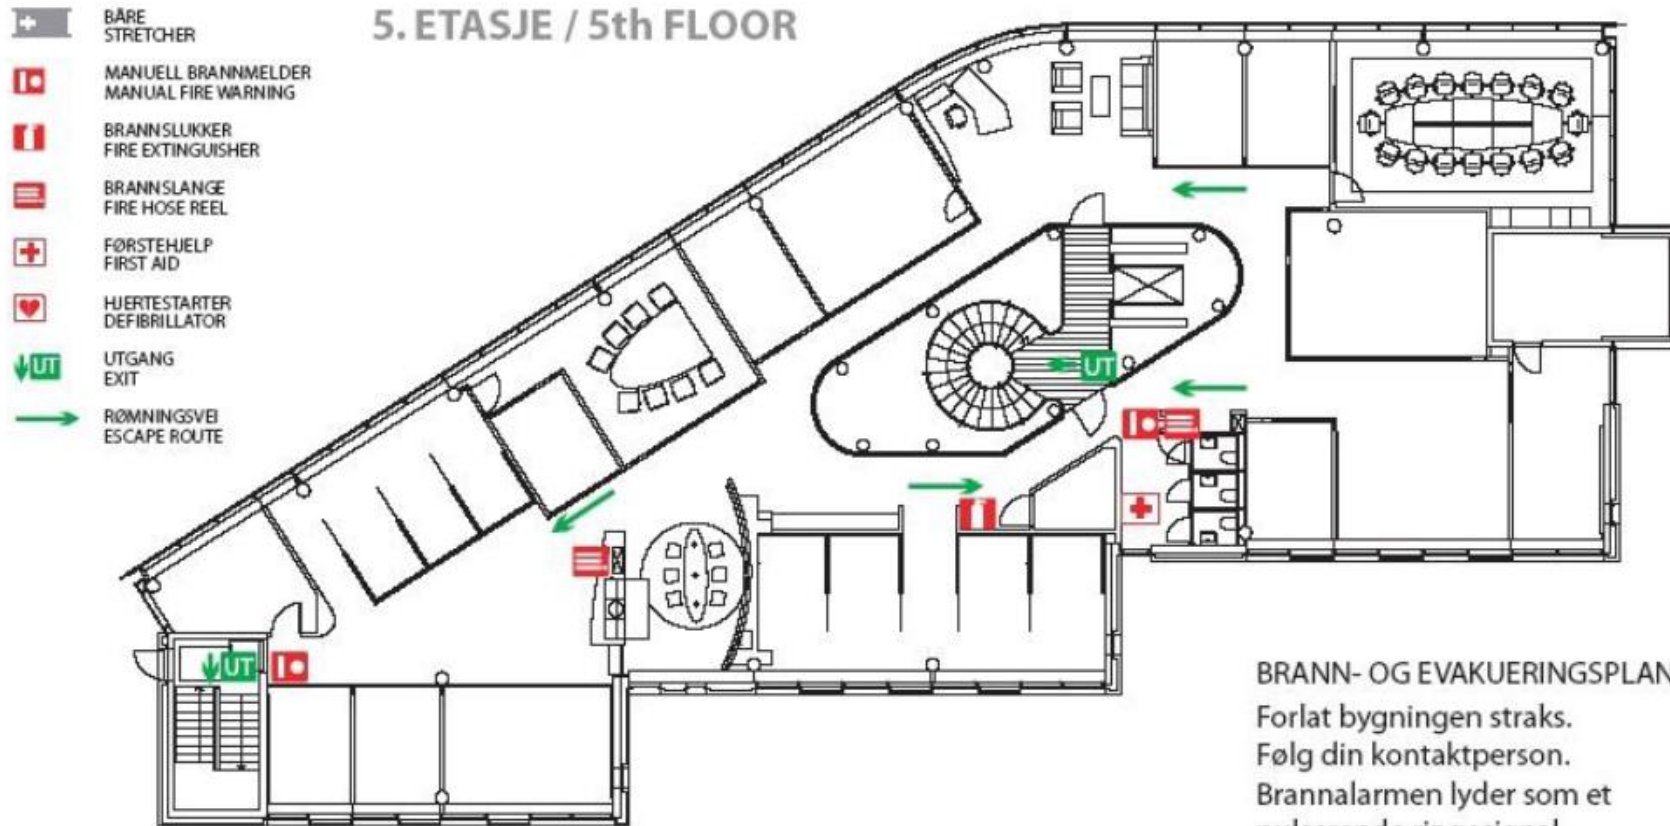 5. ETASJE / 5th FLOOR
BÅRE
STRETCHER
MANUELL BRANNMELDER
MANUAL FIRE WARNING
BRANNSLUKKER
FIRE EXTINGUISHER
BRANNSLANGE
FIRE HOSE REEL
FØRSTEHJELP
FIRST AID
HJERTESTARTER
DEFIBRILLATOR
UT
UTGANG
EXIT
RØMNINGSVEI
ESCAPE ROUTE
UT
UT
BRANN- OG EVAKUERINGSPLAN
Forlat bygningen straks.
Følg din kontaktperson.
Brannalarmen lyder som et